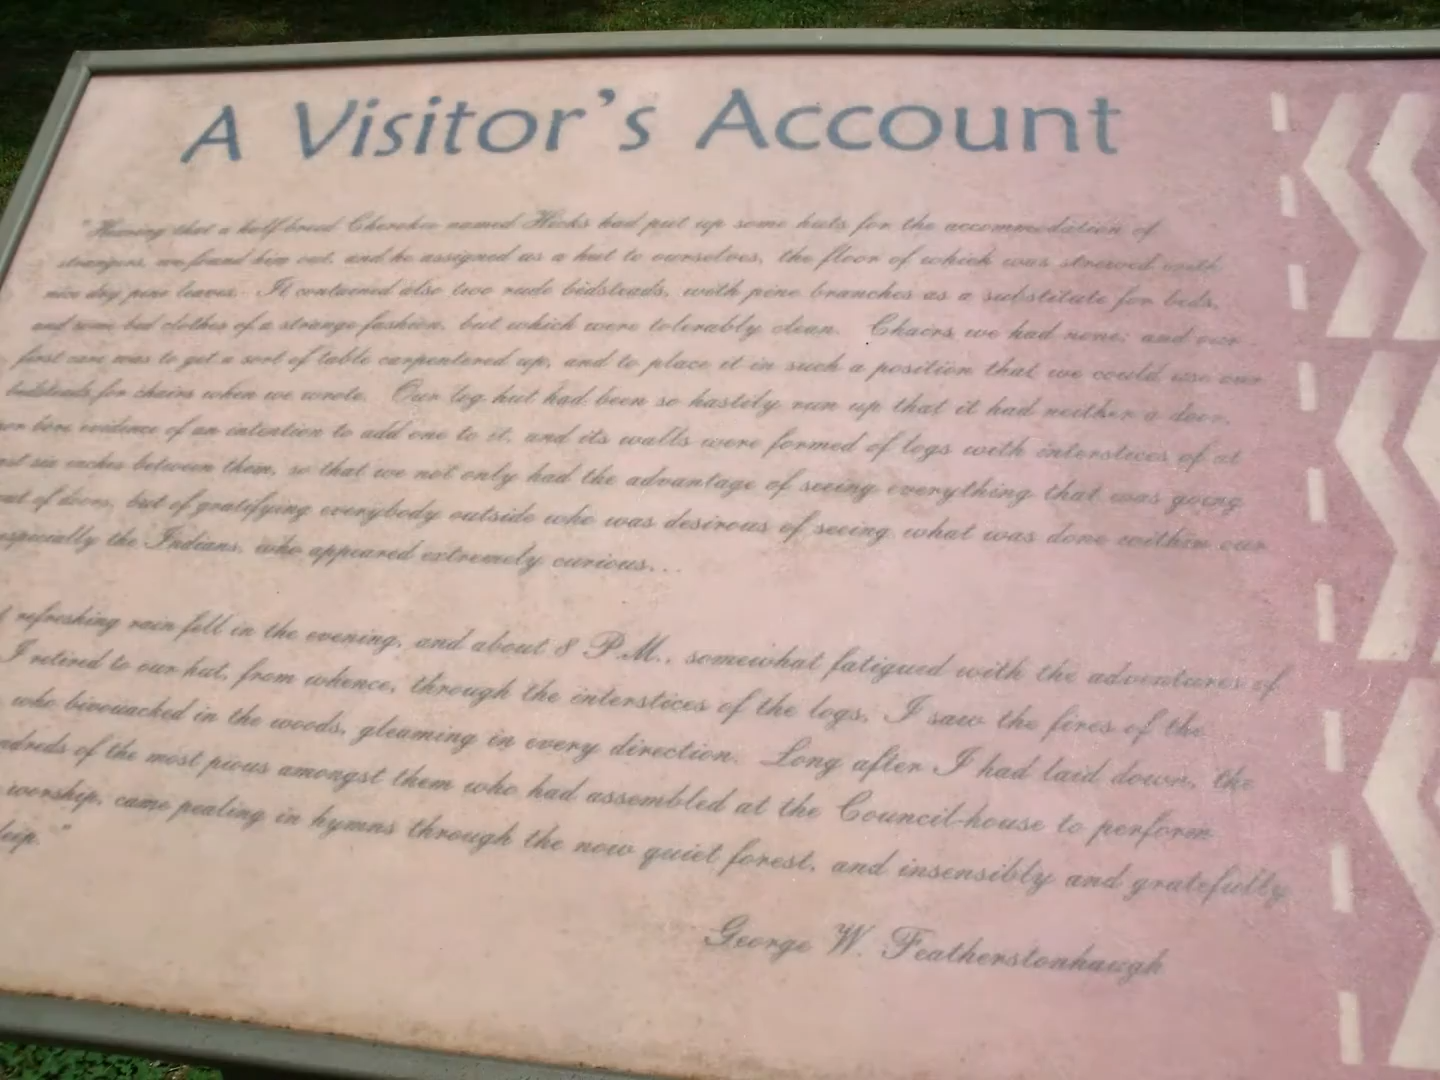 A Visitor's Account
"Hearing that a half-breed Cherokee named Hicks had put up some huts for the accommodation of
strangers, we found him out, and he assigned us a hut to ourselves, the floor of which was strewed with
nice dry pine leaves. It contained also two rude bedsteads, with pine branches as a substitute for beds,
and some bed clothes of a strange fashion, but which were tolerably clean. Chairs we had none; and our
first care was to get a sort of table carpentered up, and to place it in such a position that we could use our
bedsteads for chairs when we wrote. Our log hut had been so hastily run up that it had neither a door,
nor bore evidence of an intention to add one to it, and its walls were formed of logs with interstices of at
six inches between them, so that we not only had the advantage of seeing everything that was going
out of doors, but of gratifying everybody outside who was desirous of seeing what was done within our
especially the Indians, who appeared extremely curious...
refreshing rain fell in the evening, and about 8 P.M., somewhat fatigued with the adventures of
I retired to our hut, from whence, through the interstices of the logs, I saw the fires of the
who bivouacked in the woods, gleaming in every direction. Long after I had laid down, the
of the most pious amongst them who had assembled at the Council-house to perform
worship, came pealing in hymns through the now quiet forest, and insensibly and gratefully
George W. Featherstonhaugh